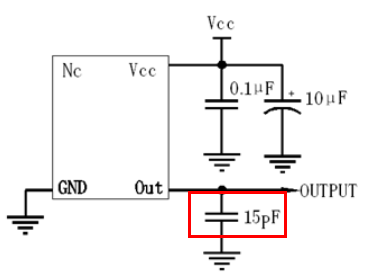 Vcc
Nc Vcc
0.1μF
+
10μF
GND Out
OUTPUT
15pF